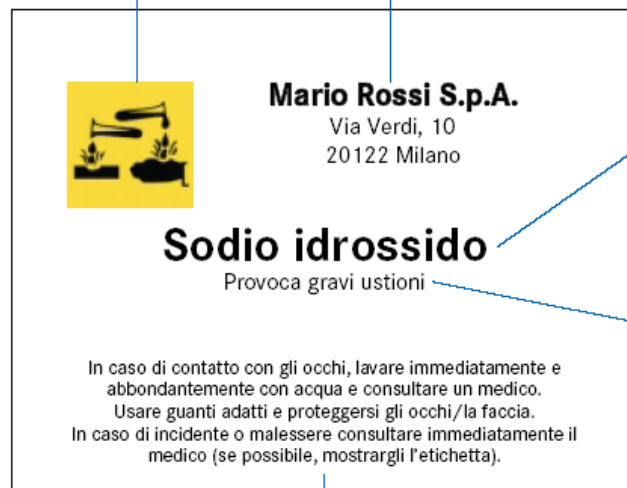 Mario Rossi S.p.A.
Via Verdi, 10
20122 Milano
Sodio idrossido
Provoca gravi ustioni
In caso di contatto con gli occhi, lavare immediatamente e
abbondantemente con acqua e consultare un medico.
Usare guanti adatti e proteggersi gli occhi/la faccia.
In caso di incidente o malessere consultare immediatamente il
medico (se possibile, mostrargli l'etichetta).